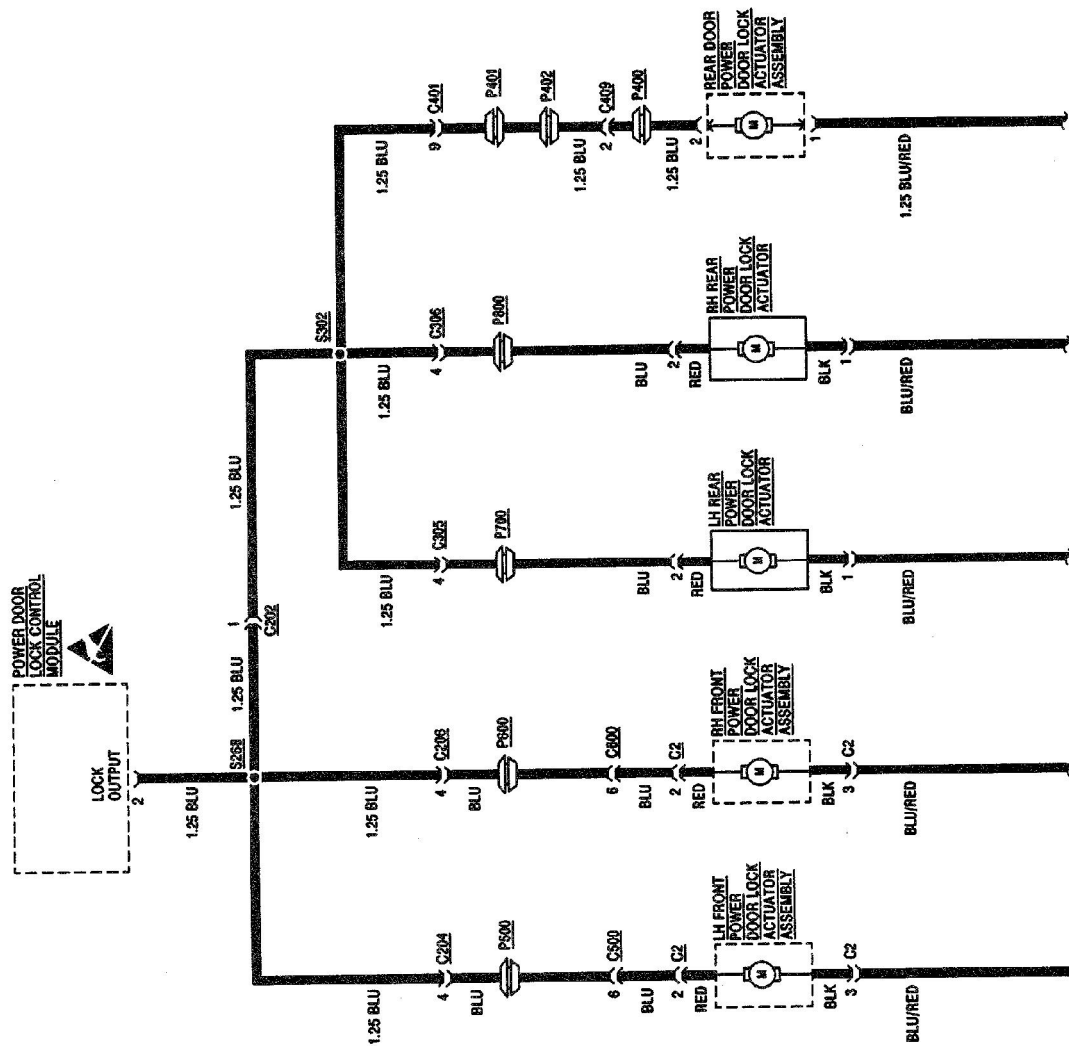 POWER DOOR
LOCK CONTROL
MODULE
LOCK
OUTPUT
2
1.25 BLU
S268
1.25 BLU
1
C202
1.25 BLU
S302
1.25 BLU
4
C204
BLU
6
C500
BLU
2
C2
RED
LH FRONT
POWER
DOOR LOCK
ACTUATOR
ASSEMBLY
M
BLK
3
C2
BLU/RED
1.25 BLU
4
C206
BLU
P600
6
BLU
2
C2
RED
RH FRONT
POWER
DOOR LOCK
ACTUATOR
ASSEMBLY
M
BLK
3
C2
BLU/RED
1.25 BLU
4
C305
P700
BLU
2
RED
LH REAR
POWER
DOOR LOCK
ACTUATOR
M
BLK
1
BLU/RED
1.25 BLU
4
C306
P800
BLU
2
RED
RH REAR
POWER
DOOR LOCK
ACTUATOR
M
BLK
1
BLU/RED
1.25 BLU
9
C401
P401
P402
1.25 BLU
2
C409
P400
1.25 BLU
2
REAR DOOR
POWER
DOOR LOCK
ACTUATOR
ASSEMBLY
M
1
1.25 BLU/RED